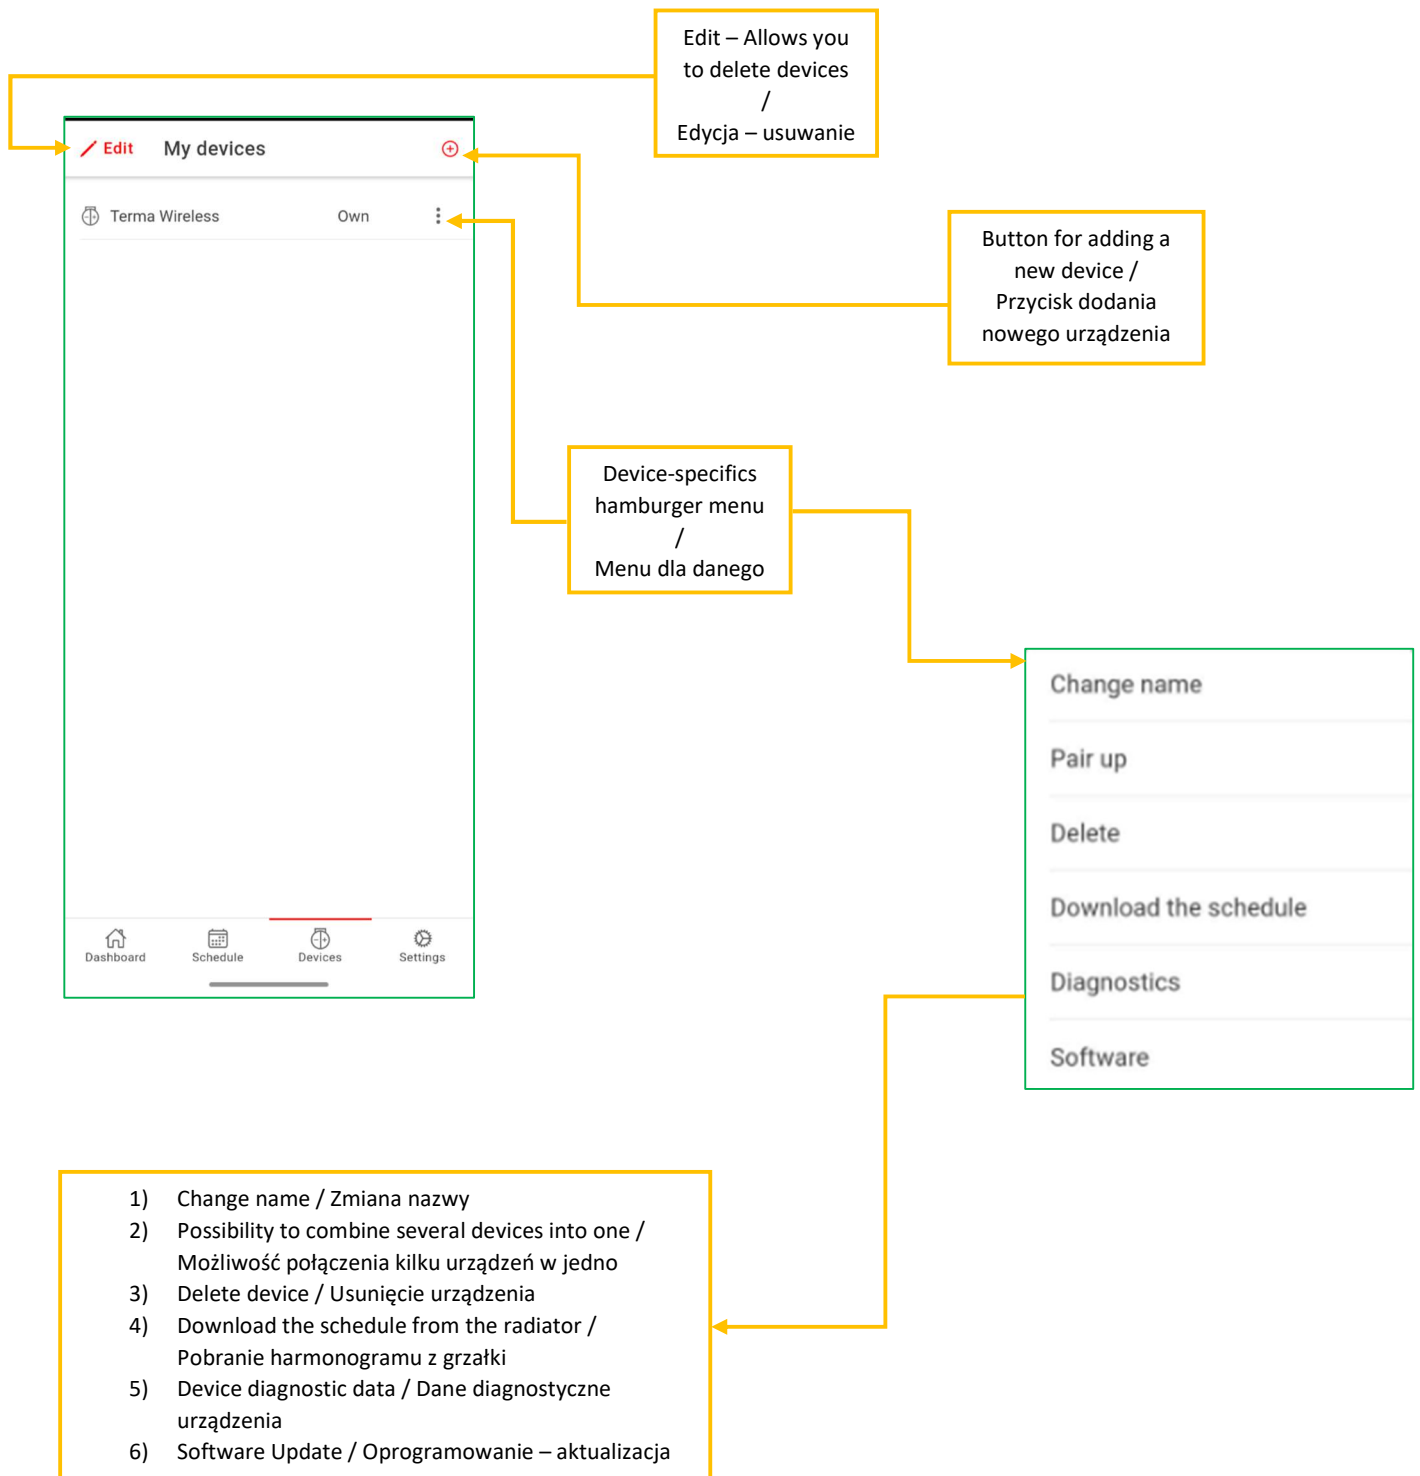 Edit – Allows you
to delete devices
/
Edycja – usuwanie
Edit My devices
Terma Wireless Own
Button for adding a
new device /
Przycisk dodania
nowego urządzenia
Device-specifics
hamburger menu
/
Menu dla danego
Change name
Pair up
Delete
Download the schedule
Diagnostics
Software
Dashboard Schedule Devices Settings
1) Change name / Zmiana nazwy
2) Possibility to combine several devices into one /
Możliwość połączenia kilku urządzeń w jedno
3) Delete device / Usunięcie urządzenia
4) Download the schedule from the radiator /
Pobranie harmonogramu z grzałki
5) Device diagnostic data / Dane diagnostyczne
urządzenia
6) Software Update / Oprogramowanie – aktualizacja